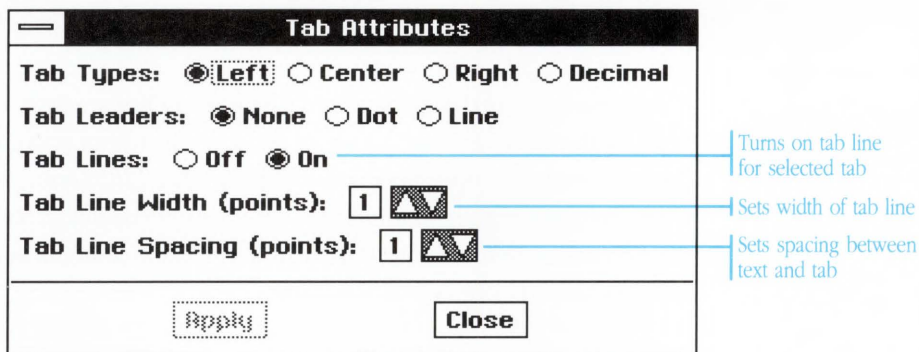 Tab Attributes
Tab Types: Left Center Right Decimal
Tab Leaders: None Dot Line
Tab Lines: Off On
Turns on tab line
for selected tab
Tab Line Width (points): 1
Sets width of tab line
Tab Line Spacing (points): 1
Sets spacing between
text and tab
Apply Close